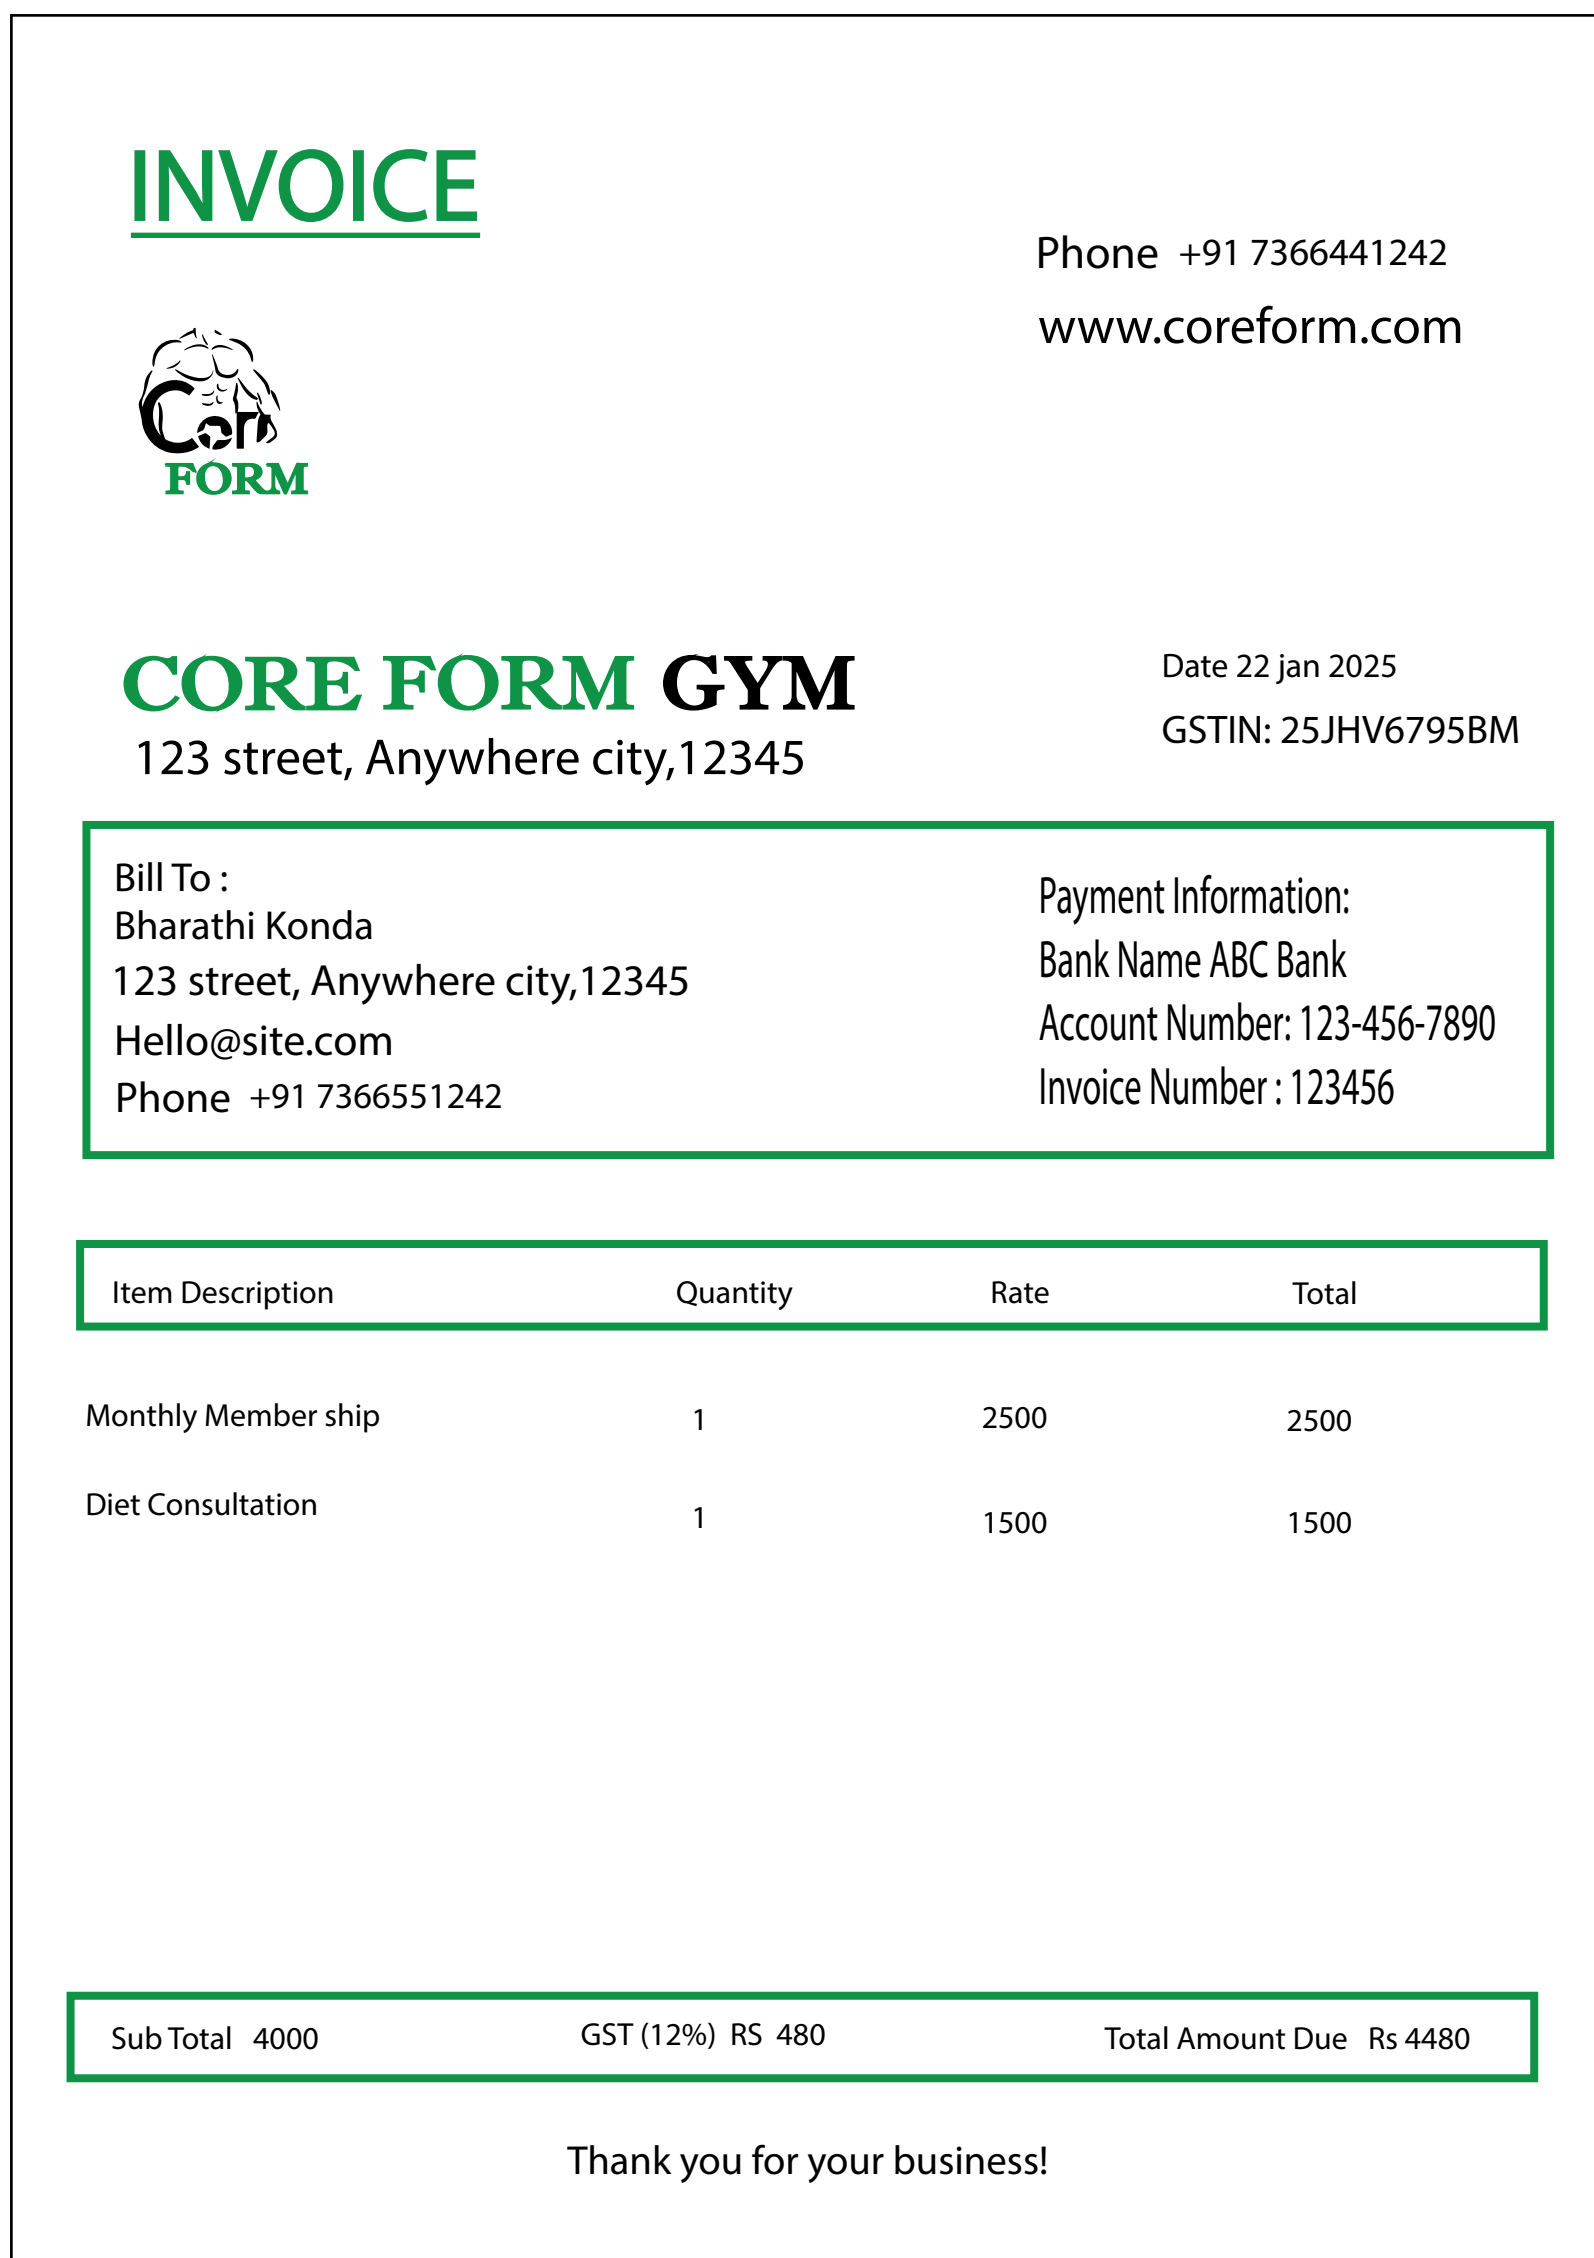 INVOICE
Phone +91 7366441242
www.coreform.com
Core
FORM
CORE FORM GYM
123 street, Anywhere city,12345
Date 22 jan 2025
GSTIN: 25JHV6795BM
Bill To :
Bharathi Konda
123 street, Anywhere city,12345
Hello@site.com
Phone +91 7366551242
Payment Information:
Bank Name ABC Bank
Account Number: 123-456-7890
Invoice Number : 123456
Item Description Quantity Rate Total
Monthly Member ship 1 2500 2500
Diet Consultation 1 1500 1500
Sub Total 4000 GST (12%) RS 480 Total Amount Due Rs 4480
Thank you for your business!